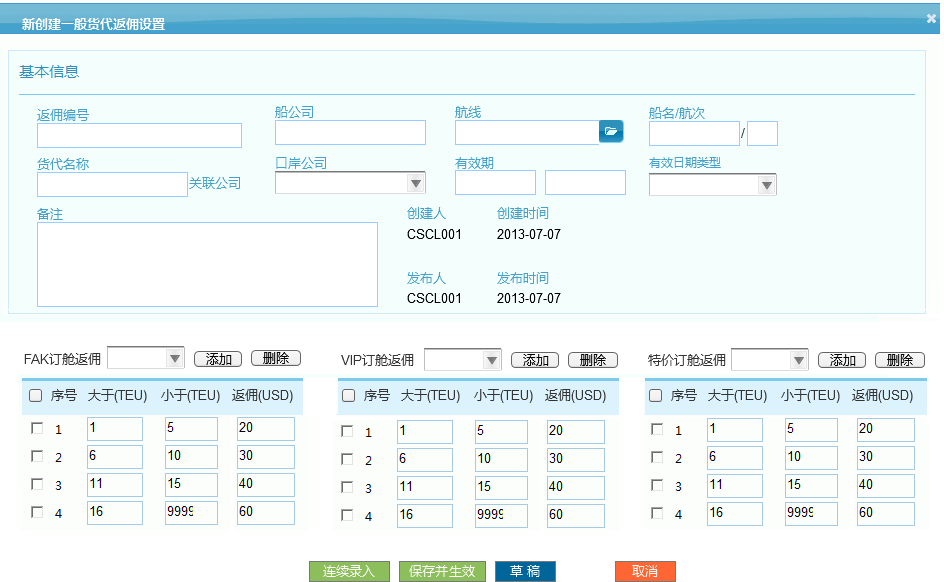 新创建一般货代返佣设置
基本信息
返佣编号 船公司 航线 船名/航次
/
货代名称 口岸公司 有效期 有效日期类型
关联公司
备注 创建人 创建时间
CSCL001 2013-07-07
发布人 发布时间
CSCL001 2013-07-07
FAK订舱返佣 添加 删除 VIP订舱返佣 添加 删除 特价订舱返佣 添加 删除
序号 大于(TEU) 小于(TEU) 返佣(USD) 序号 大于(TEU) 小于(TEU) 返佣(USD) 序号 大于(TEU) 小于(TEU) 返佣(USD)
1 1 5 20 1 1 5 20 1 1 5 20
2 6 10 30 2 6 10 30 2 6 10 30
3 11 15 40 3 11 15 40 3 11 15 40
4 16 9999 60 4 16 9999 60 4 16 9999 60
连续录入 保存并生效 草 稿 取消